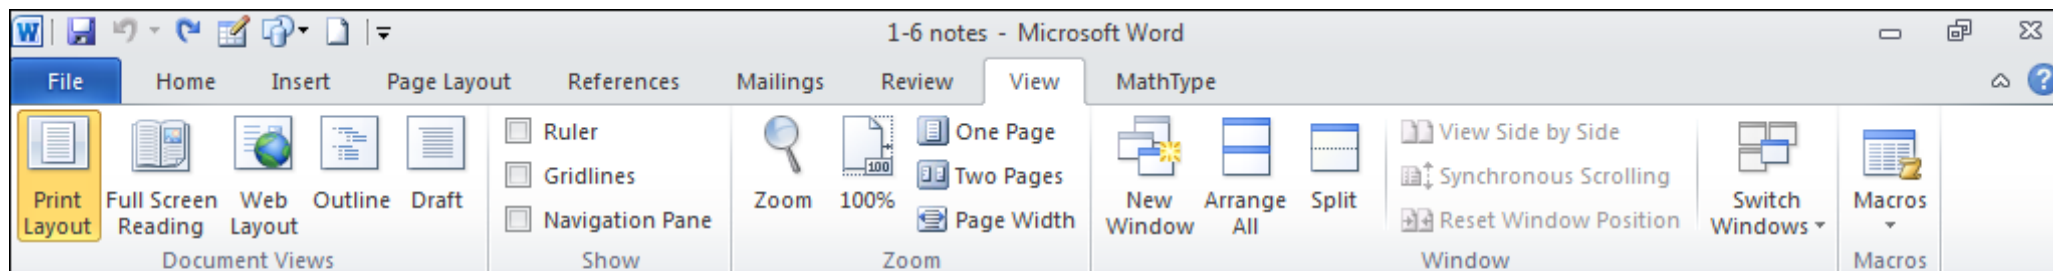 W
1-6 notes - Microsoft Word
File Home Insert Page Layout References Mailings Review View MathType
?
Print Layout
Full Screen Reading
Web Layout
Outline
Draft
Document Views
Ruler
Gridlines
Navigation Pane
Show
Zoom
100
100%
One Page
Two Pages
Page Width
Zoom
New Window
Arrange All
Split
View Side by Side
Synchronous Scrolling
Reset Window Position
Switch Windows
Window
Macros
Macros